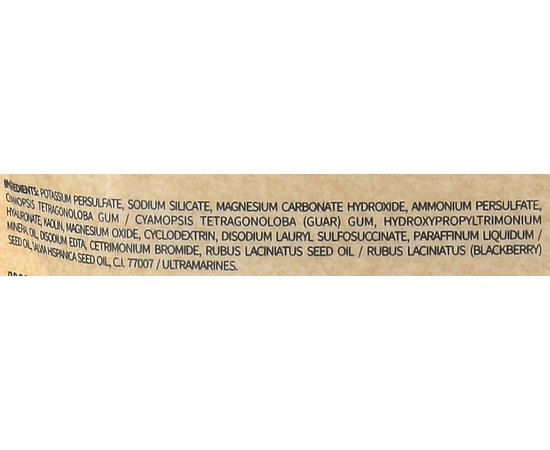 INGREDIENTS: POTASSIUM PERSULFATE, SODIUM SILICATE, MAGNESIUM CARBONATE HYDROXIDE, AMMONIUM PERSULFATE,
CYAMOPSIS TETRAGONOLOBA GUM / CYAMOPSIS TETRAGONOLOBA (GUAR) GUM, HYDROXYPROPYLTRIMONIUM
HYALURONATE, KAOLIN, MAGNESIUM OXIDE, CYCLODEXTRIN, DISODIUM LAURYL SULFOSUCCINATE, PARAFFINUM LIQUIDUM /
MINERAL OIL, DISODIUM EDTA, CETRIMONIUM BROMIDE, RUBUS LACINIATUS SEED OIL / RUBUS LACINIATUS (BLACKBERRY)
SEED OIL, SALVIA HISPANICA SEED OIL, C.I. 77007 / ULTRAMARINES.